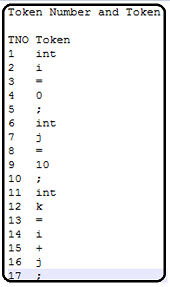 Token Number and Token
TNO Token
1 int
2 i
3 =
4 0
5 ;
6 int
7 j
8 =
9 10
10 ;
11 int
12 k
13 =
14 i
15 +
16 j
17 ;